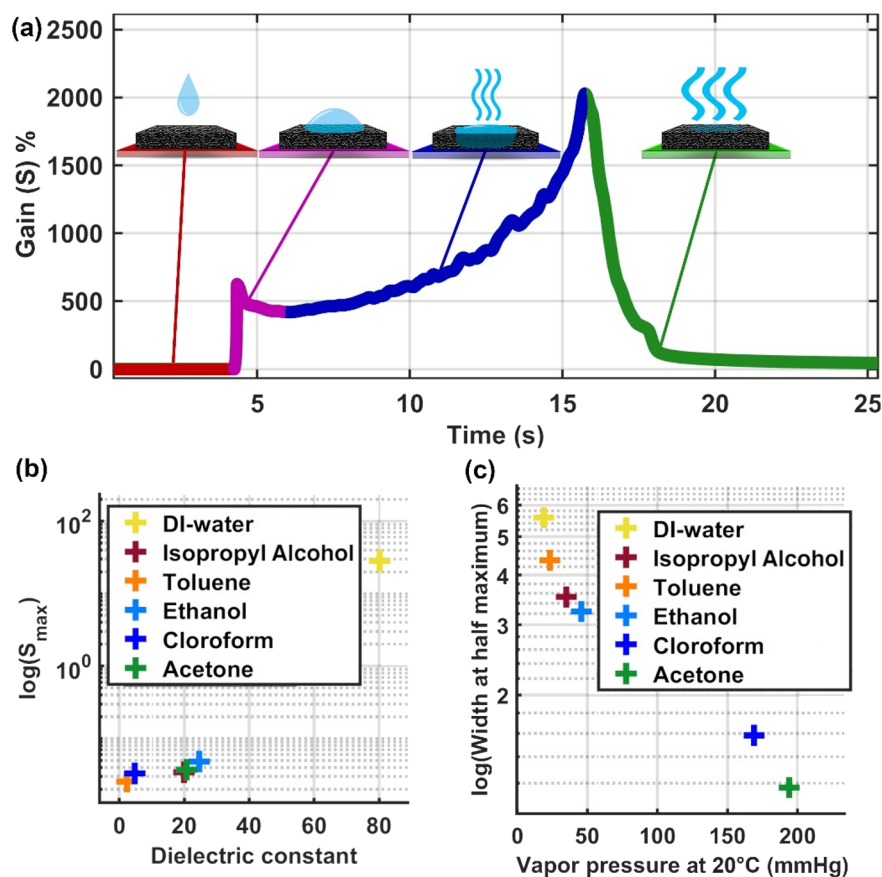 (a)
Gain (S) %
2500
2000
1500
1000
500
0
5
10
15
20
25
Time (s)
(b)
log(S_max)
10^2
10^0
DI-water
Isopropyl Alcohol
Toluene
Ethanol
Cloroform
Acetone
0
20
40
60
80
Dielectric constant
(c)
log(Width at half maximum)
6
5
4
3
2
DI-water
Isopropyl Alcohol
Toluene
Ethanol
Cloroform
Acetone
0
50
100
150
200
Vapor pressure at 20°C (mmHg)